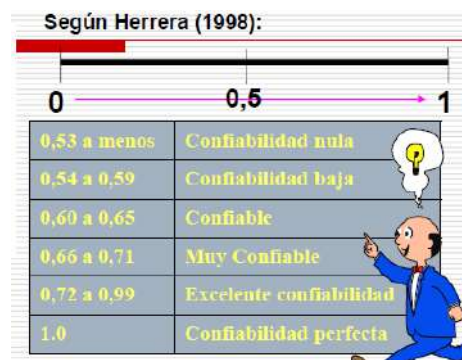 Según Herrera (1998):
0 0,5 1
0,53 a menos Confiabilidad nula
0,54 a 0,59 Confiabilidad baja
0,60 a 0,65 Confiable
0,66 a 0,71 Muy Confiable
0,72 a 0,99 Excelente confiabilidad
1.0 Confiabilidad perfecta